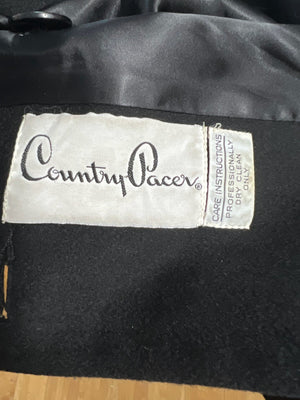 Country Pacer®
CARE INSTRUCTIONS
PROFESSIONALLY
DRY CLEAN
ONLY